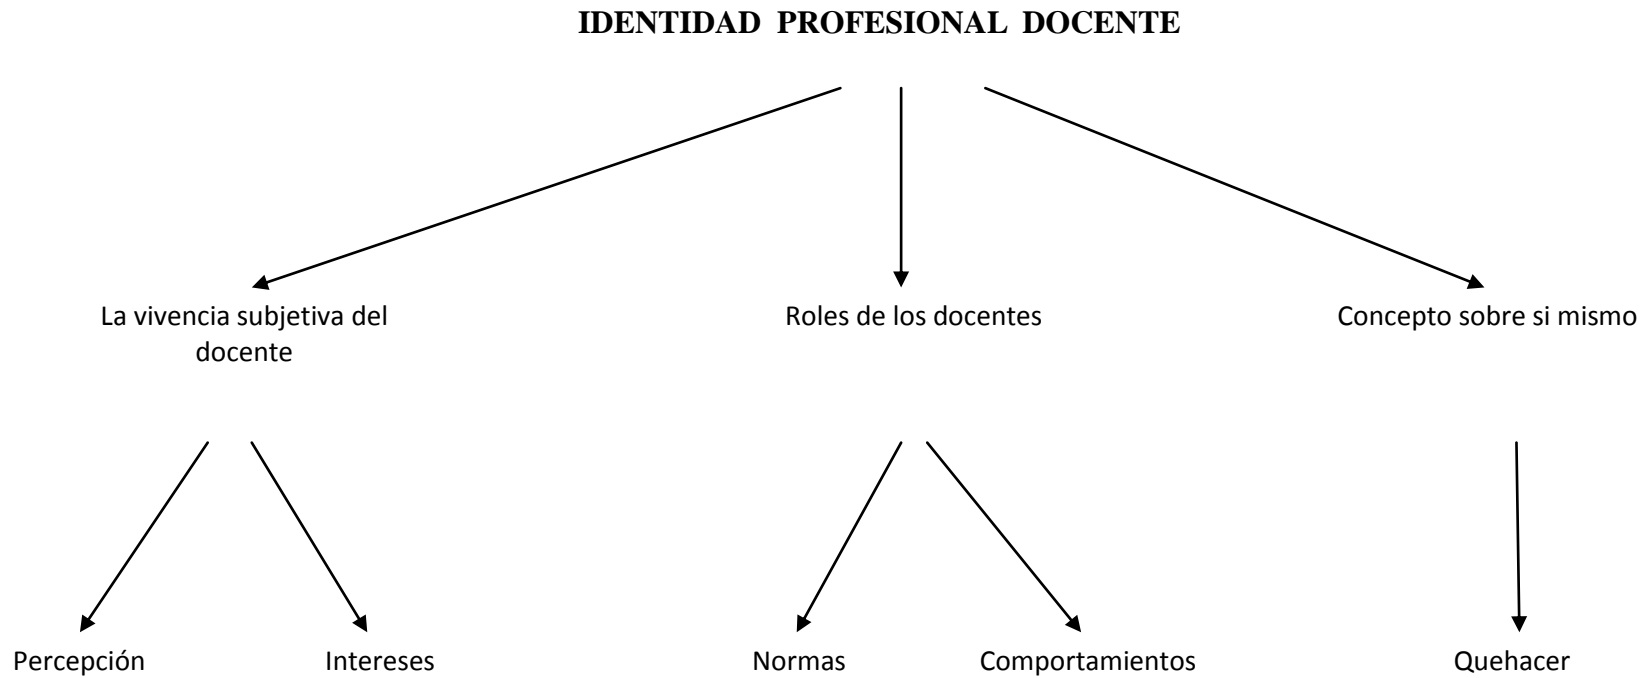 IDENTIDAD PROFESIONAL DOCENTE
La vivencia subjetiva del
docente
Roles de los docentes
Concepto sobre si mismo
Percepción
Intereses
Normas
Comportamientos
Quehacer